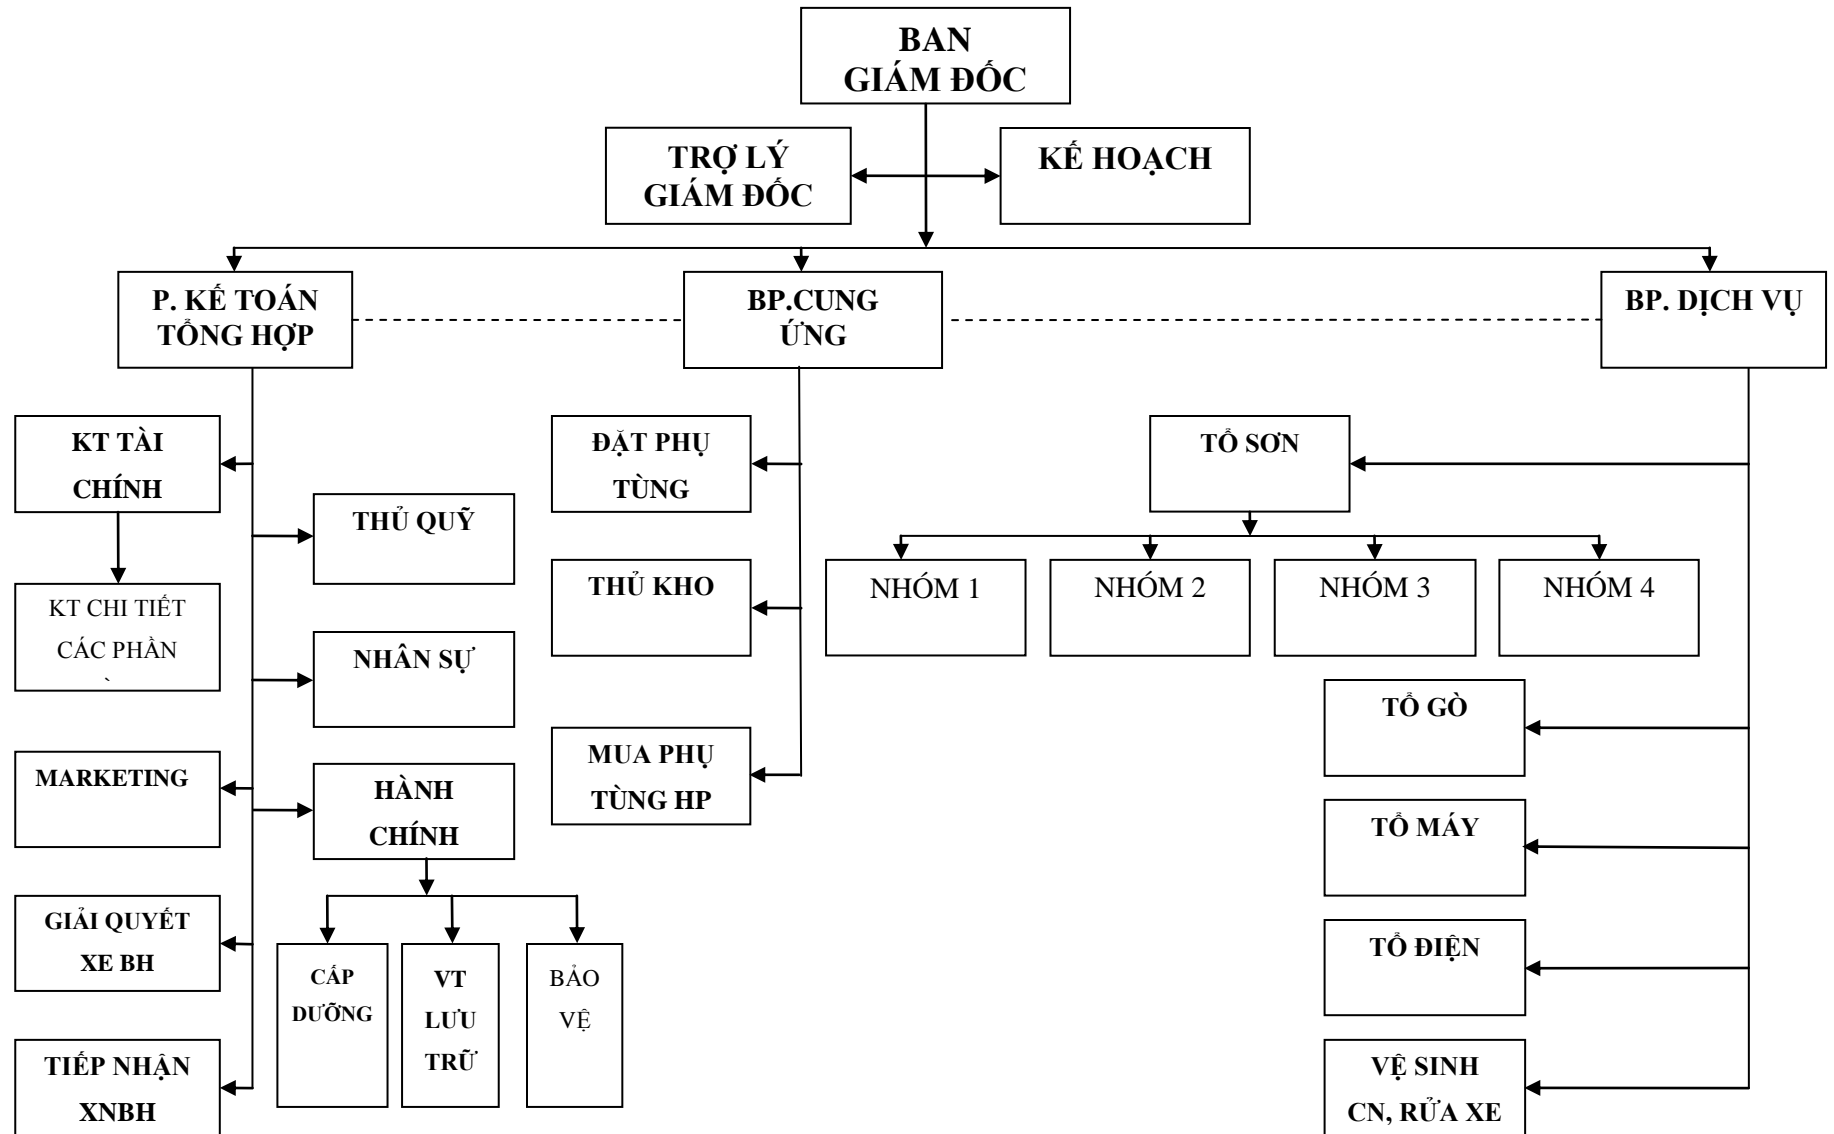 BAN
GIÁM ĐỐC
TRỢ LÝ
GIÁM ĐỐC
KẾ HOẠCH
P. KẾ TOÁN
TỔNG HỢP
BP.CUNG
ỨNG
BP. DỊCH VỤ
KT TÀI
CHÍNH
ĐẶT PHỤ
TÙNG
TỔ SƠN
THỦ QUỸ
KT CHI TIẾT
CÁC PHẦN
THỦ KHO
NHÓM 1
NHÓM 2
NHÓM 3
NHÓM 4
NHÂN SỰ
TỔ GÒ
MARKETING
HÀNH
CHÍNH
MUA PHỤ
TÙNG HP
TỔ MÁY
GIẢI QUYẾT
XE BH
CẤP
DƯỠNG
VT
LƯU
TRỮ
BẢO
VỆ
TỔ ĐIỆN
TIẾP NHẬN
XNBH
VỆ SINH
CN, RỬA XE